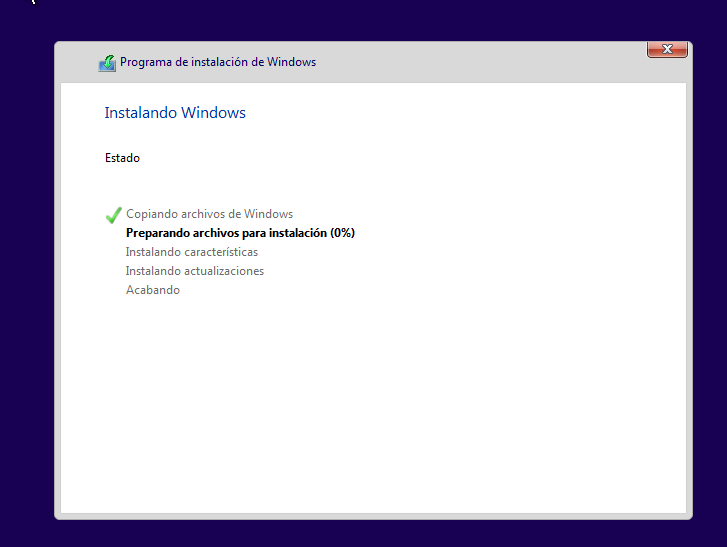 Programa de instalación de Windows
Instalando Windows
Estado
Copiando archivos de Windows
Preparando archivos para instalación (0%)
Instalando características
Instalando actualizaciones
Acabando